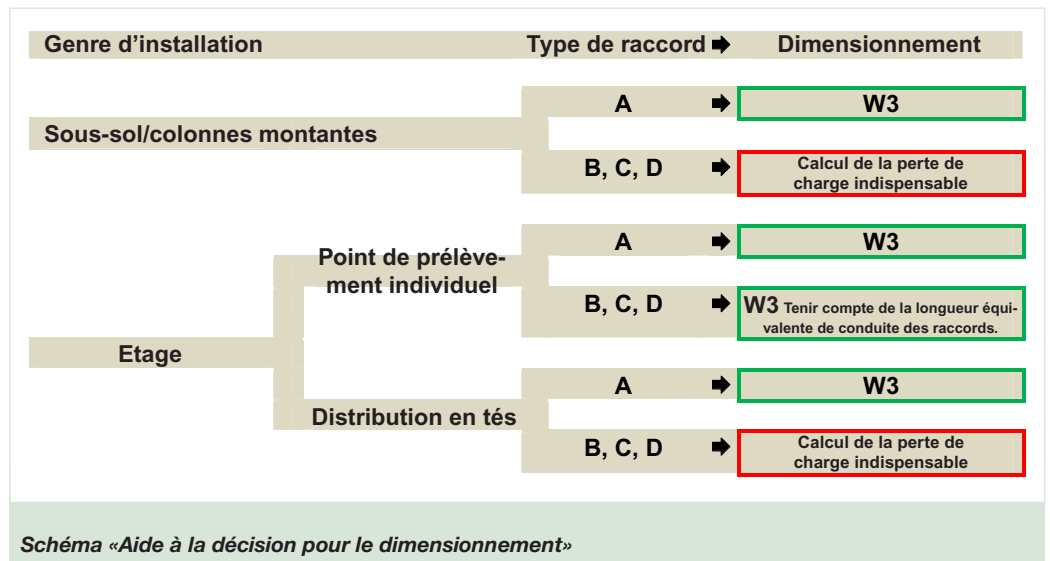 Genre d’installation Type de raccord ➡ Dimensionnement
A ➡ W3
Sous-sol/colonnes montantes
B, C, D ➡ Calcul de la perte de
charge indispensable
A ➡ W3
Point de prélève-
ment individuel
B, C, D ➡ W3 Tenir compte de la longueur équi-
valente de conduite des raccords.
Etage
A ➡ W3
Distribution en tés
B, C, D ➡ Calcul de la perte de
charge indispensable
Schéma «Aide à la décision pour le dimensionnement»